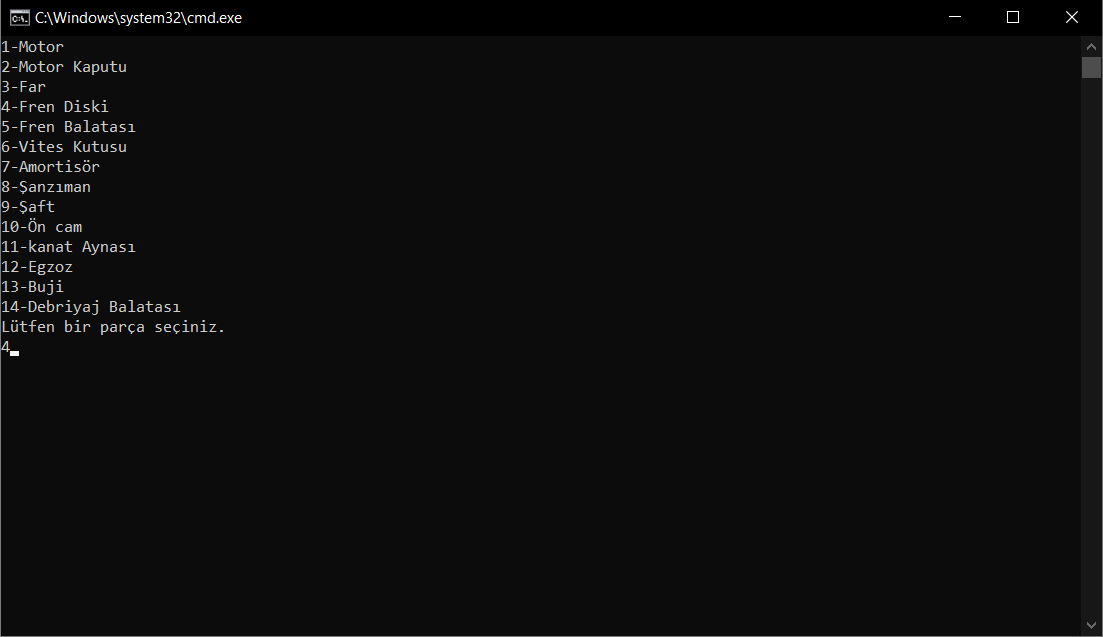 C:\Windows\system32\cmd.exe
1-Motor
2-Motor Kaputu
3-Far
4-Fren Diski
5-Fren Balatası
6-Vites Kutusu
7-Amortisör
8-Şanzıman
9-Şaft
10-Ön cam
11-kanat Aynası
12-Egzoz
13-Buji
14-Debriyaj Balatası
Lütfen bir parça seçiniz.
4